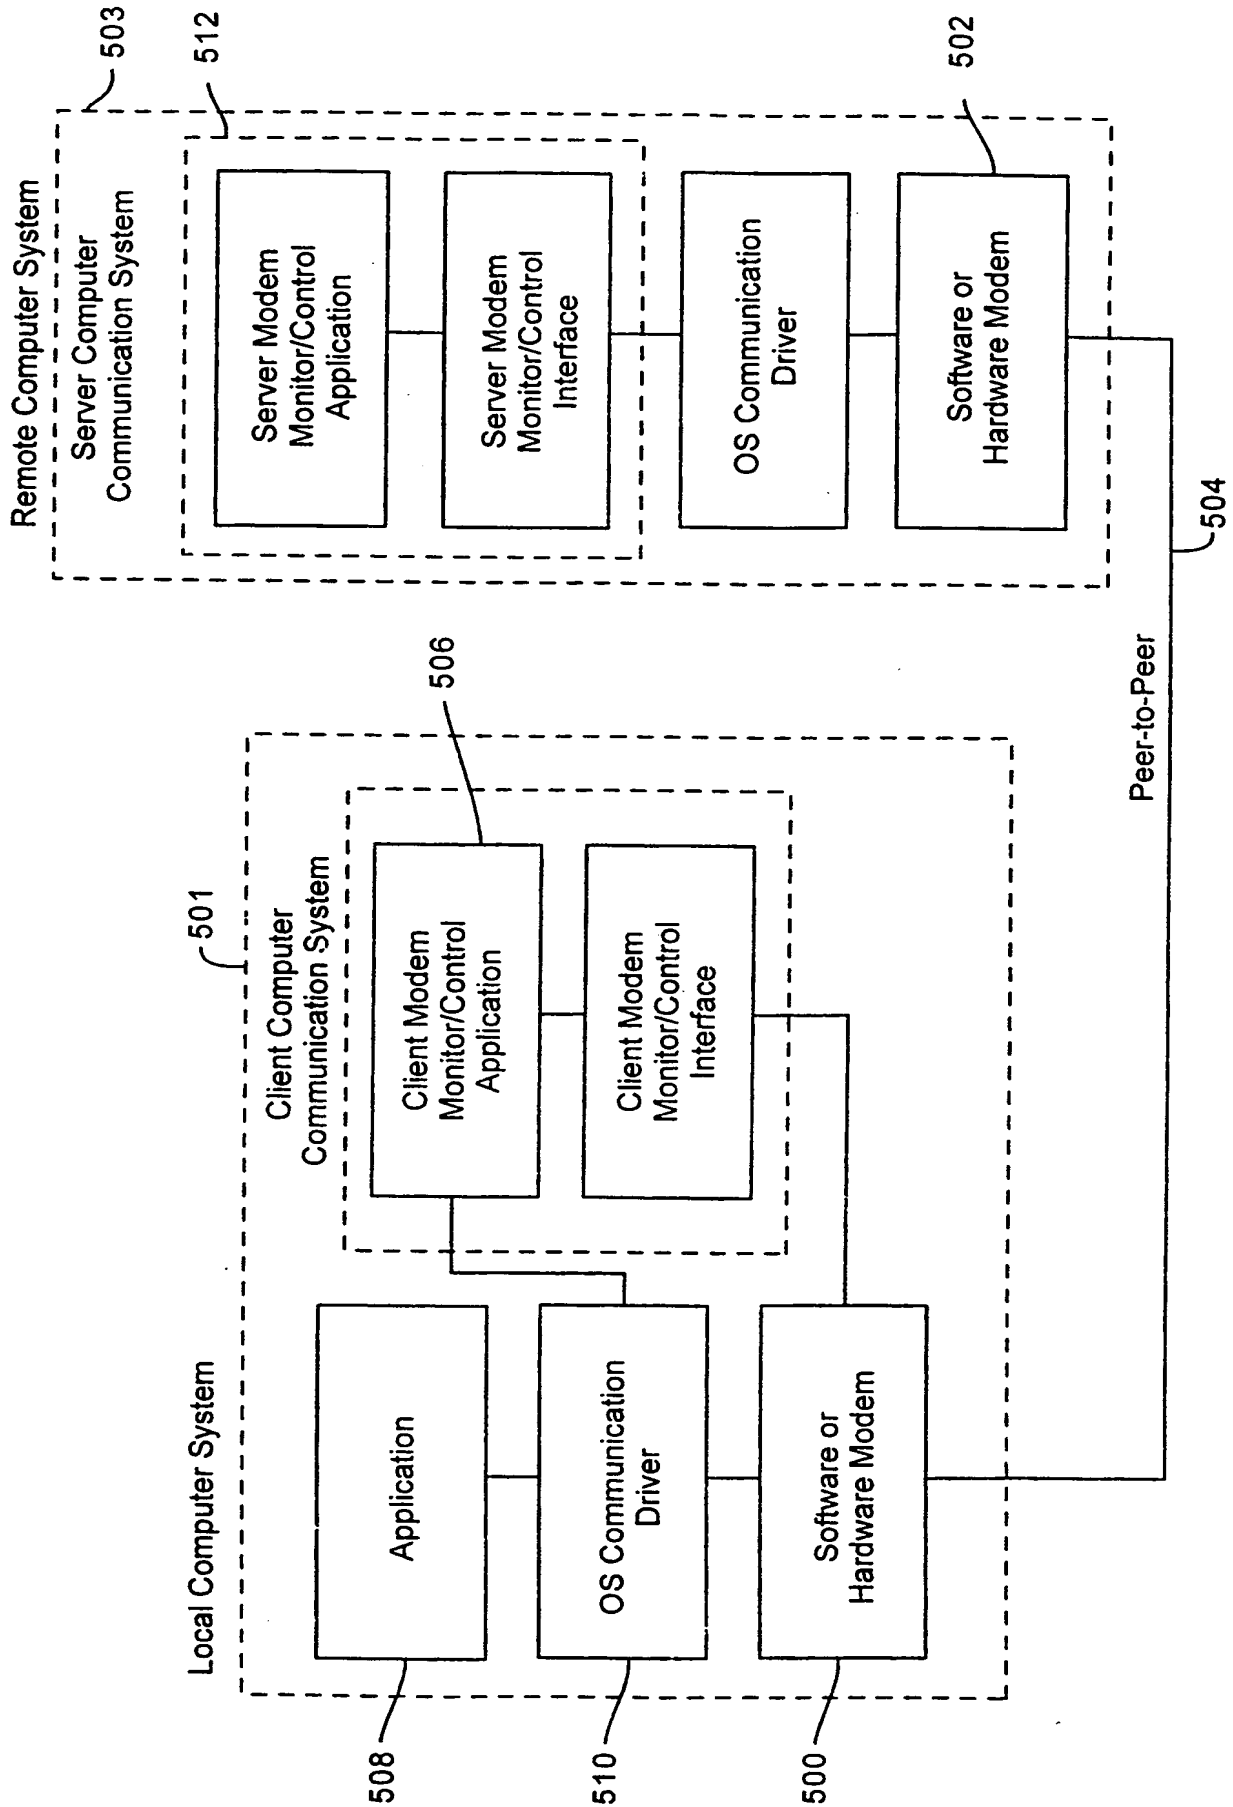 Local Computer System
501
Client Computer
Communication System
506
Client Modem
Monitor/Control
Application
Client Modem
Monitor/Control
Interface
508
Application
510
OS Communication
Driver
500
Software or
Hardware Modem
Remote Computer System
503
Server Computer
Communication System
512
Server Modem
Monitor/Control
Application
Server Modem
Monitor/Control
Interface
OS Communication
Driver
502
Software or
Hardware Modem
Peer-to-Peer
504